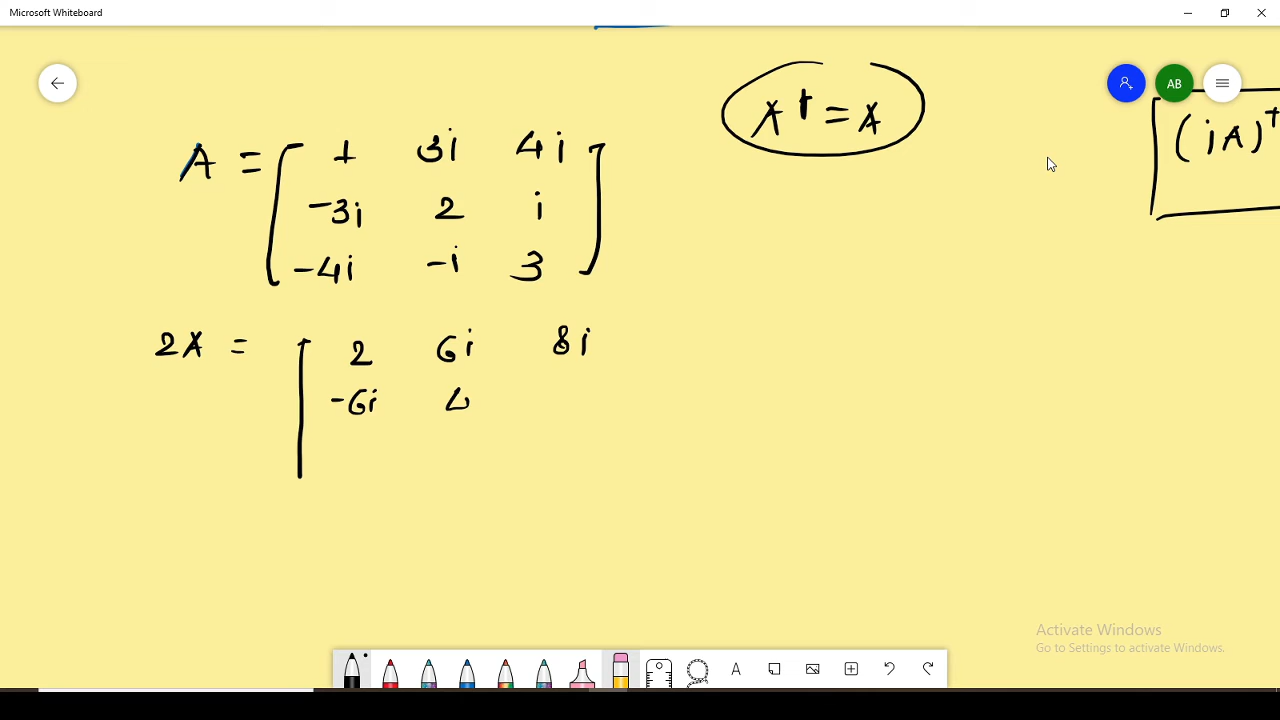 Microsoft Whiteboard
AB
A† = A
(iA)†
A = [ 1 3i 4i
-3i 2 i
-4i -i 3 ]
2A = [ 2 6i 8i
-6i 4
A
Activate Windows
Go to Settings to activate Windows.